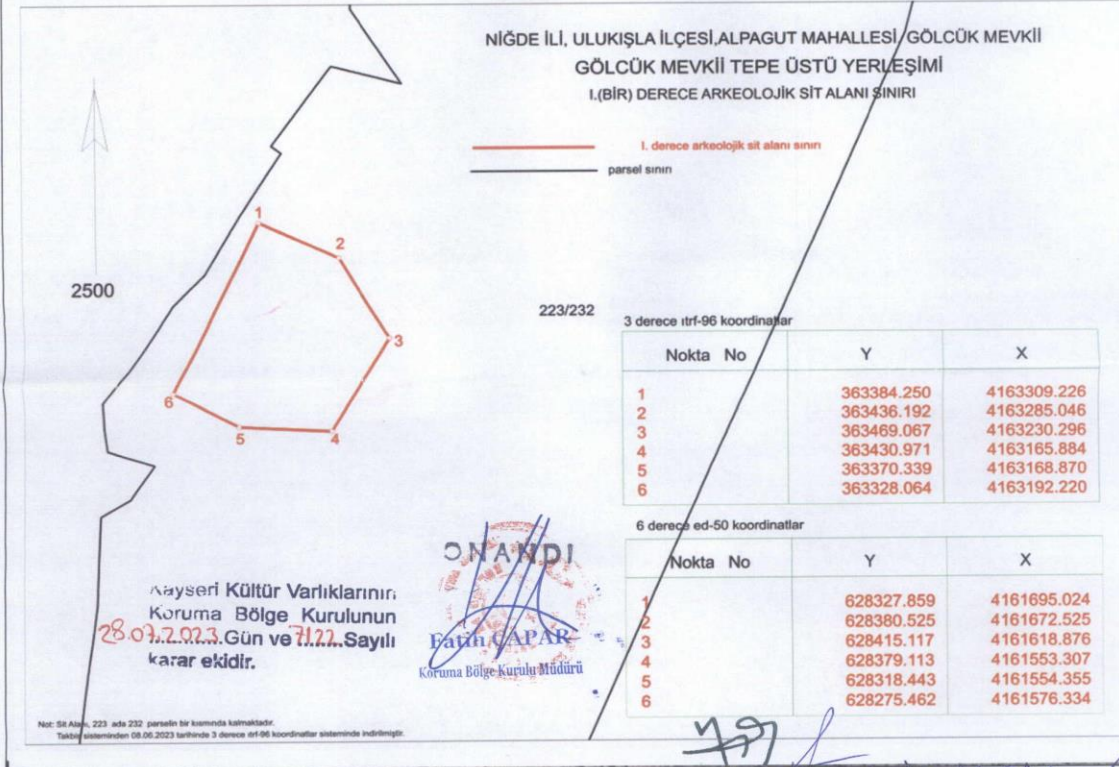 NİĞDE İLİ, ULUKIŞLA İLÇESİ,ALPAGUT MAHALLESİ, GÖLCÜK MEVKİİ
GÖLCÜK MEVKİİ TEPE ÜSTÜ YERLEŞİMİ
I.(BİR) DERECE ARKEOLOJİK SİT ALANI SINIRI
I. derece arkeolojik sit alanı sınırı
parsel sınırı
1
2
3
4
5
6
2500
223/232
3 derece ıtrf-96 koordinatlar
Nokta No Y X
1 363384.250 4163309.226
2 363436.192 4163285.046
3 363469.067 4163230.296
4 363430.971 4163165.884
5 363370.339 4163168.870
6 363328.064 4163192.220
6 derece ed-50 koordinatlar
Nokta No Y X
1 628327.859 4161695.024
2 628380.525 4161672.525
3 628415.117 4161618.876
4 628379.113 4161553.307
5 628318.443 4161554.355
6 628275.462 4161576.334
Kayseri Kültür Varlıklarının
Koruma Bölge Kurulunun
28.07.2023.Gün ve 7122 Sayılı
karar ekidir.
ONANDI
Fatih ÇAPAR
Koruma Bölge Kurulu Müdürü
Not: Sit Alanı, 223 ada 232 parselin bir kısmında kalmaktadır.
Takbis sisteminden 08.06.2023 tarihinde 3 derece itrf-96 koordinatlar sisteminde indirilmiştir.